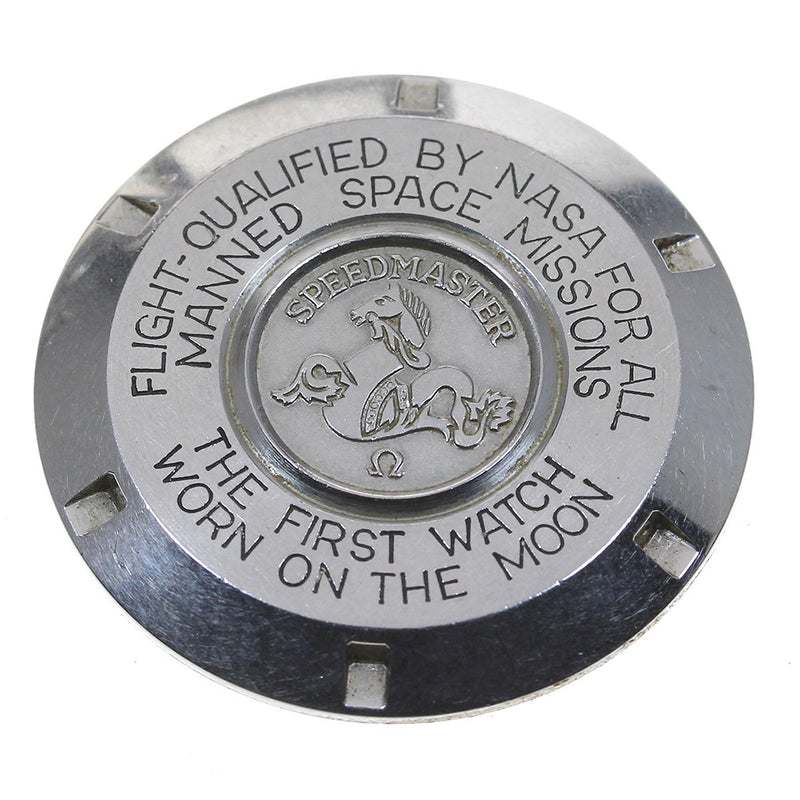 FLIGHT-QUALIFIED BY NASA FOR ALL
MANNED SPACE MISSIONS
SPEEDMASTER
Ω
THE FIRST WATCH
WORN ON THE MOON